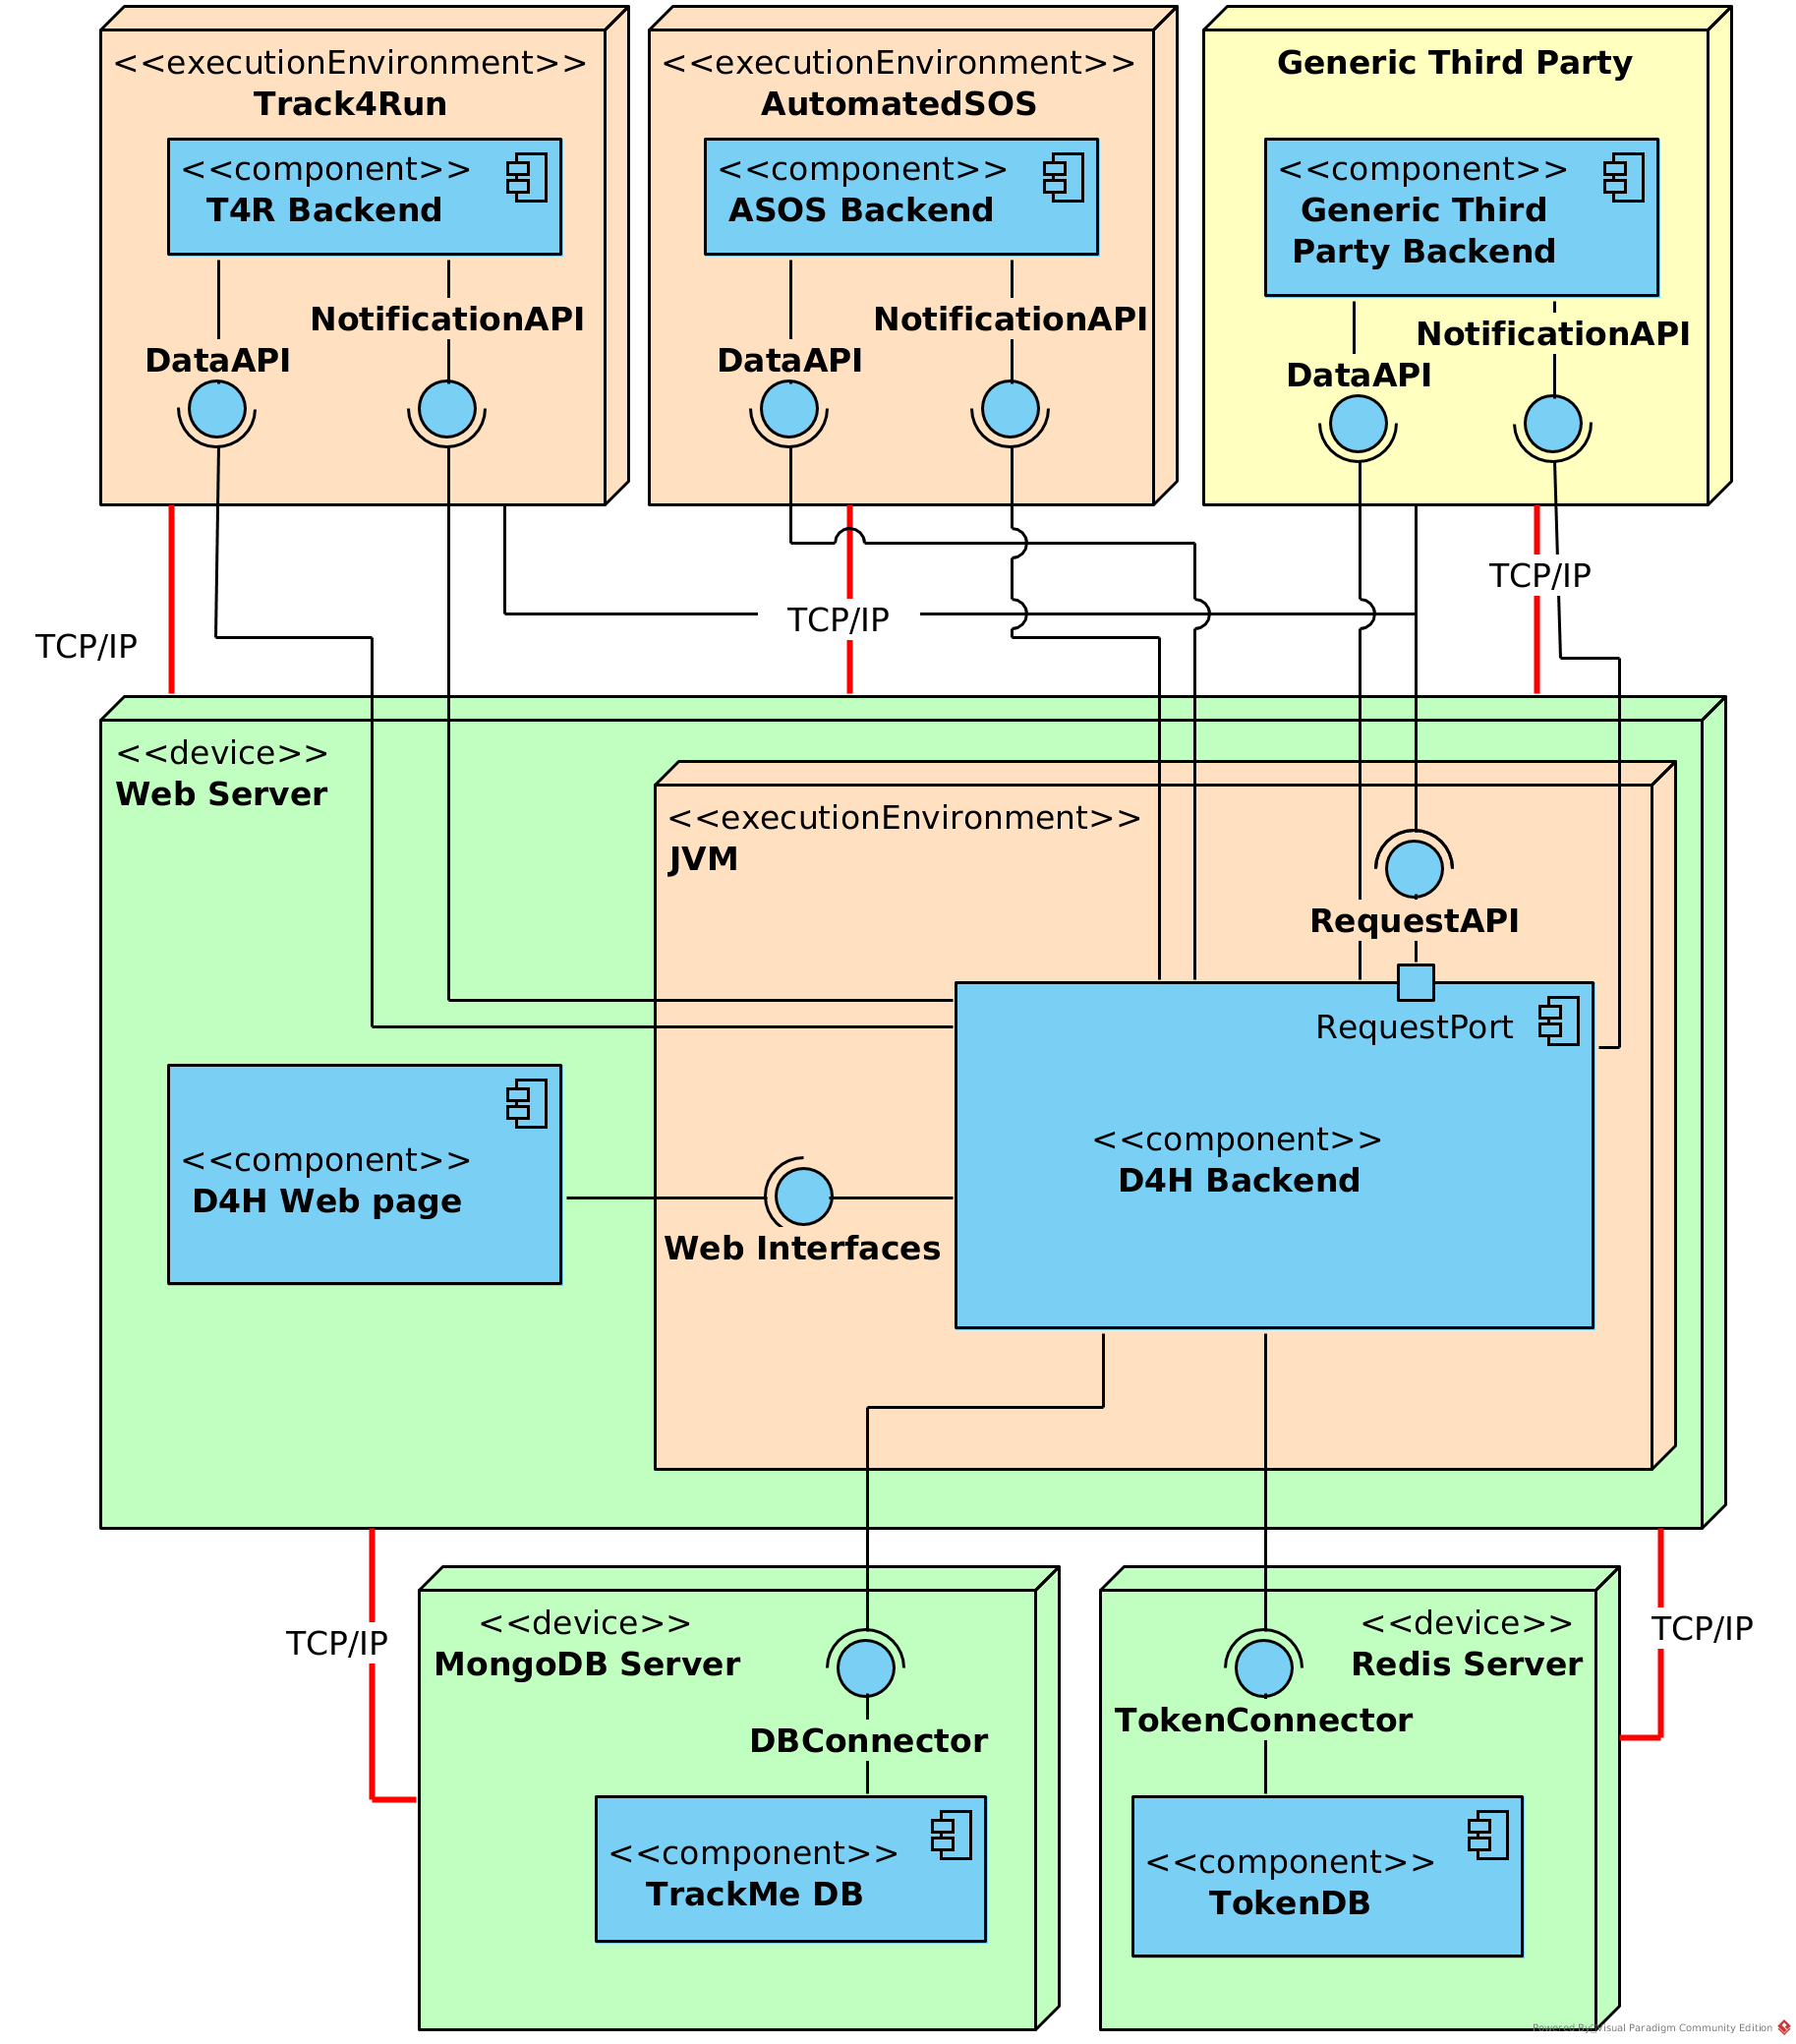 <<executionEnvironment>>
Track4Run
<<component>>
T4R Backend
NotificationAPI
DataAPI
<<executionEnvironment>>
AutomatedSOS
<<component>>
ASOS Backend
NotificationAPI
DataAPI
Generic Third Party
<<component>>
Generic Third
Party Backend
NotificationAPI
DataAPI
TCP/IP
TCP/IP
TCP/IP
<<device>>
Web Server
<<executionEnvironment>>
JVM
RequestAPI
RequestPort
<<component>>
D4H Backend
<<component>>
D4H Web page
Web Interfaces
TCP/IP
<<device>>
MongoDB Server
DBConnector
<<component>>
TrackMe DB
<<device>>
Redis Server
TCP/IP
TokenConnector
<<component>>
TokenDB
Powered By Visual Paradigm Community Edition